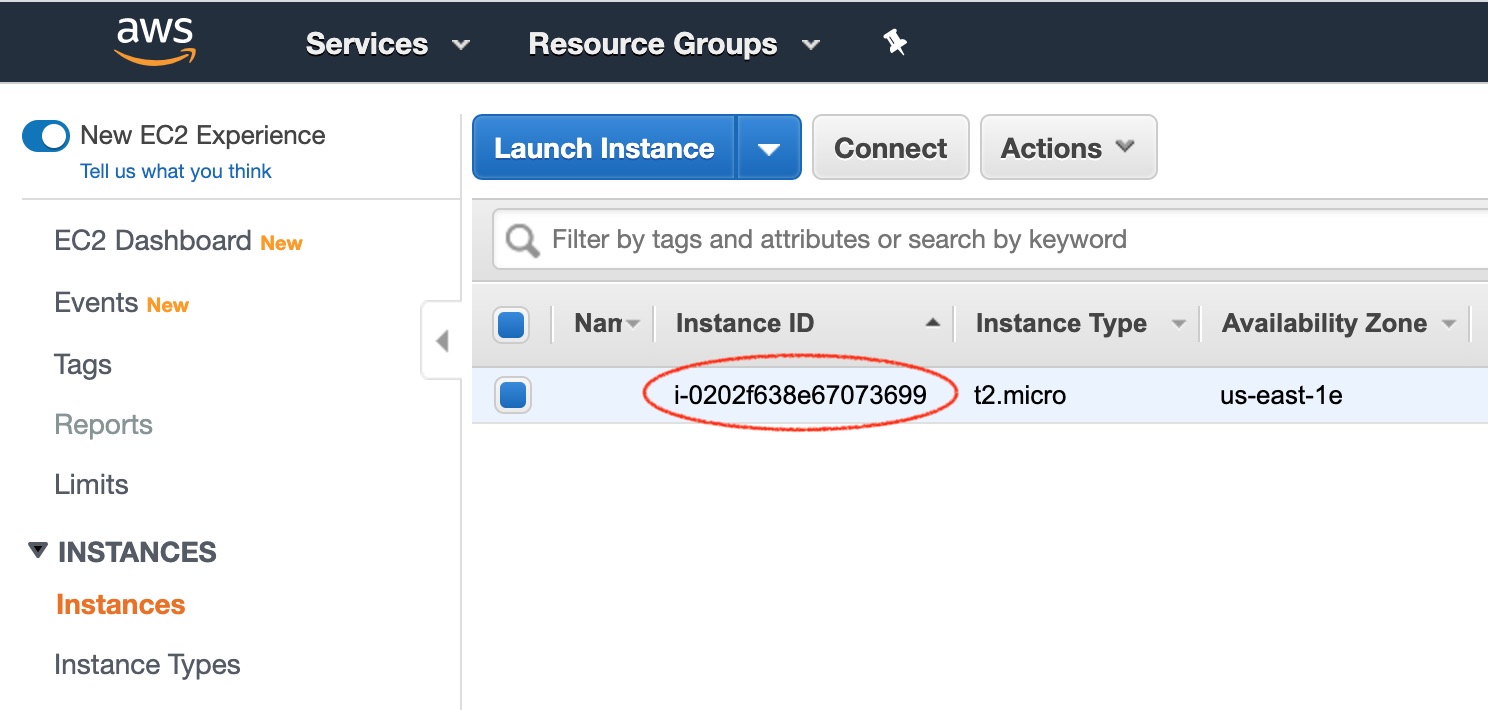 aws Services Resource Groups
New EC2 Experience
Tell us what you think
EC2 Dashboard New
Events New
Tags
Reports
Limits
INSTANCES
Instances
Instance Types
Launch Instance Connect Actions
Filter by tags and attributes or search by keyword
Nam Instance ID Instance Type Availability Zone
i-0202f638e67073699 t2.micro us-east-1e